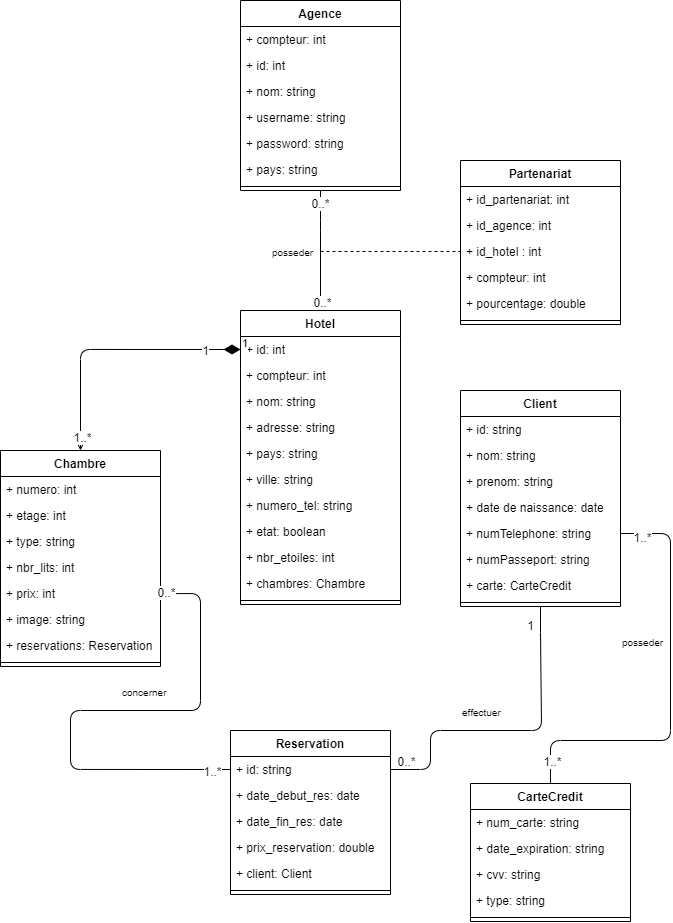 Agence
+ compteur: int
+ id: int
+ nom: string
+ username: string
+ password: string
+ pays: string
0..*
posseder
0..*
Partenariat
+ id_partenariat: int
+ id_agence: int
+ id_hotel : int
+ compteur: int
+ pourcentage: double
Hotel
1
1
+ id: int
+ compteur: int
+ nom: string
+ adresse: string
+ pays: string
+ ville: string
+ numero_tel: string
+ etat: boolean
+ nbr_etoiles: int
+ chambres: Chambre
1..*
Chambre
+ numero: int
+ etage: int
+ type: string
+ nbr_lits: int
+ prix: int
+ image: string
+ reservations: Reservation
0..*
concerner
1..*
Client
+ id: string
+ nom: string
+ prenom: string
+ date de naissance: date
+ numTelephone: string
+ numPasseport: string
+ carte: CarteCredit
1..*
1
posseder
effectuer
0..*
1..*
Reservation
+ id: string
+ date_debut_res: date
+ date_fin_res: date
+ prix_reservation: double
+ client: Client
CarteCredit
+ num_carte: string
+ date_expiration: string
+ cvv: string
+ type: string